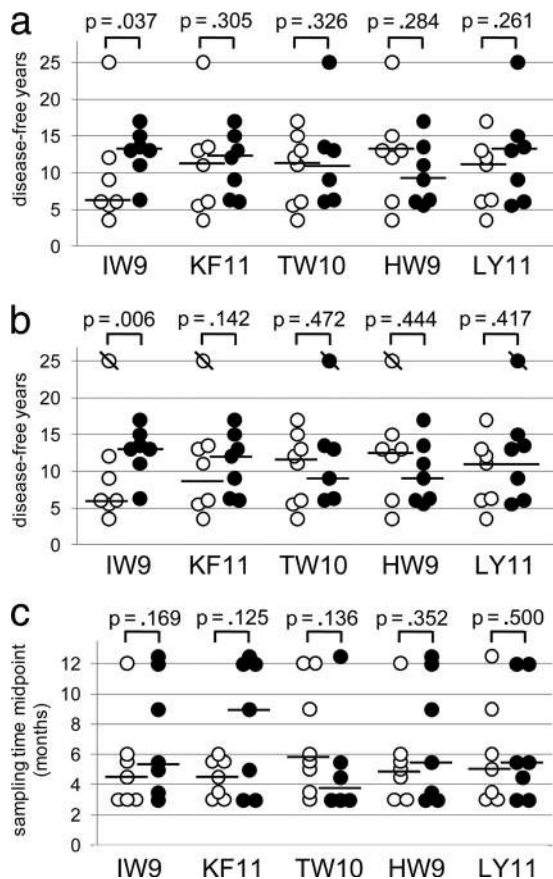 a
p = .037 p = .305 p = .326 p = .284 p = .261
disease-free years
25
20
15
10
5
0
IW9 KF11 TW10 HW9 LY11
b
p = .006 p = .142 p = .472 p = .444 p = .417
disease-free years
25
20
15
10
5
0
IW9 KF11 TW10 HW9 LY11
c
p = .169 p = .125 p = .136 p = .352 p = .500
sampling time midpoint
(months)
12
10
8
6
4
2
0
IW9 KF11 TW10 HW9 LY11